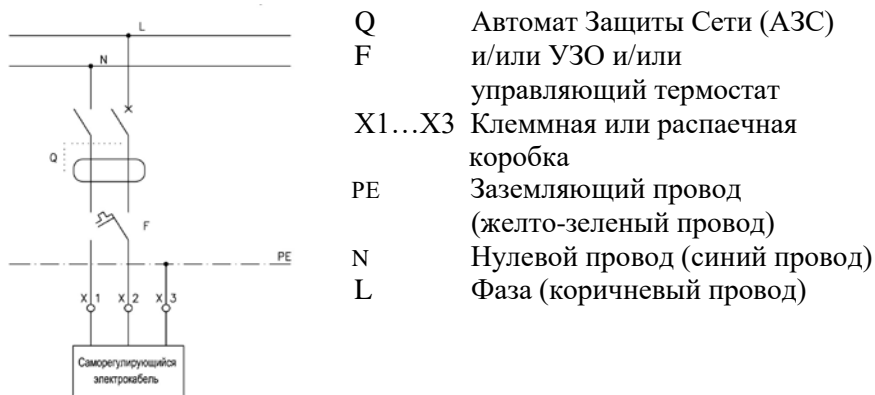 L
N
Q
F
PE
X 1 X 2 X 3
Саморегулирующийся
электрокабель
Q Автомат Защиты Сети (АЗС)
F и/или УЗО и/или
управляющий термостат
X1...X3 Клеммная или распаечная
коробка
PE Заземляющий провод
(желто-зеленый провод)
N Нулевой провод (синий провод)
L Фаза (коричневый провод)